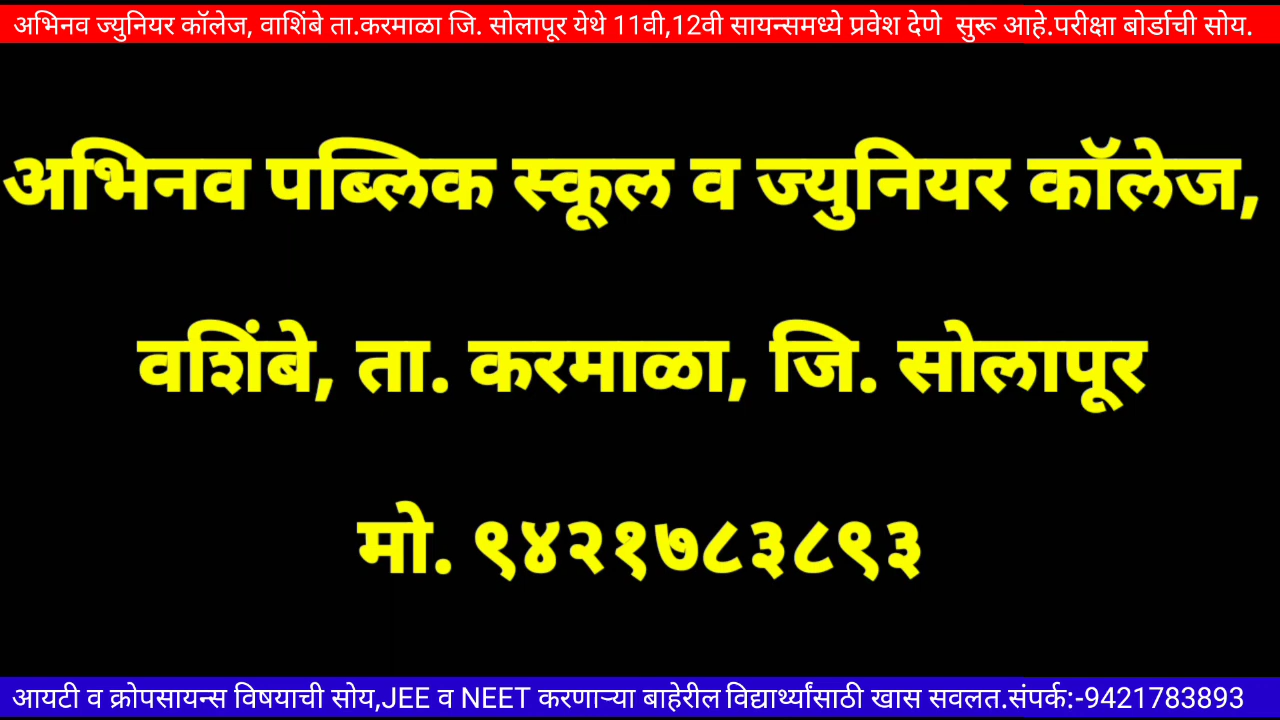 अभिनव ज्युनियर कॉलेज, वाशिंबे ता.करमाळा जि. सोलापूर येथे 11वी,12वी सायन्समध्ये प्रवेश देणे सुरू आहे.परीक्षा बोर्डाची सोय.
अभिनव पब्लिक स्कूल व ज्युनियर कॉलेज,
वशिंबे, ता. करमाळा, जि. सोलापूर
मो. ९४२१७८३८९३
आयटी व क्रोपसायन्स विषयाची सोय,JEE व NEET करणाऱ्या बाहेरील विद्यार्थ्यांसाठी खास सवलत.संपर्क:-9421783893